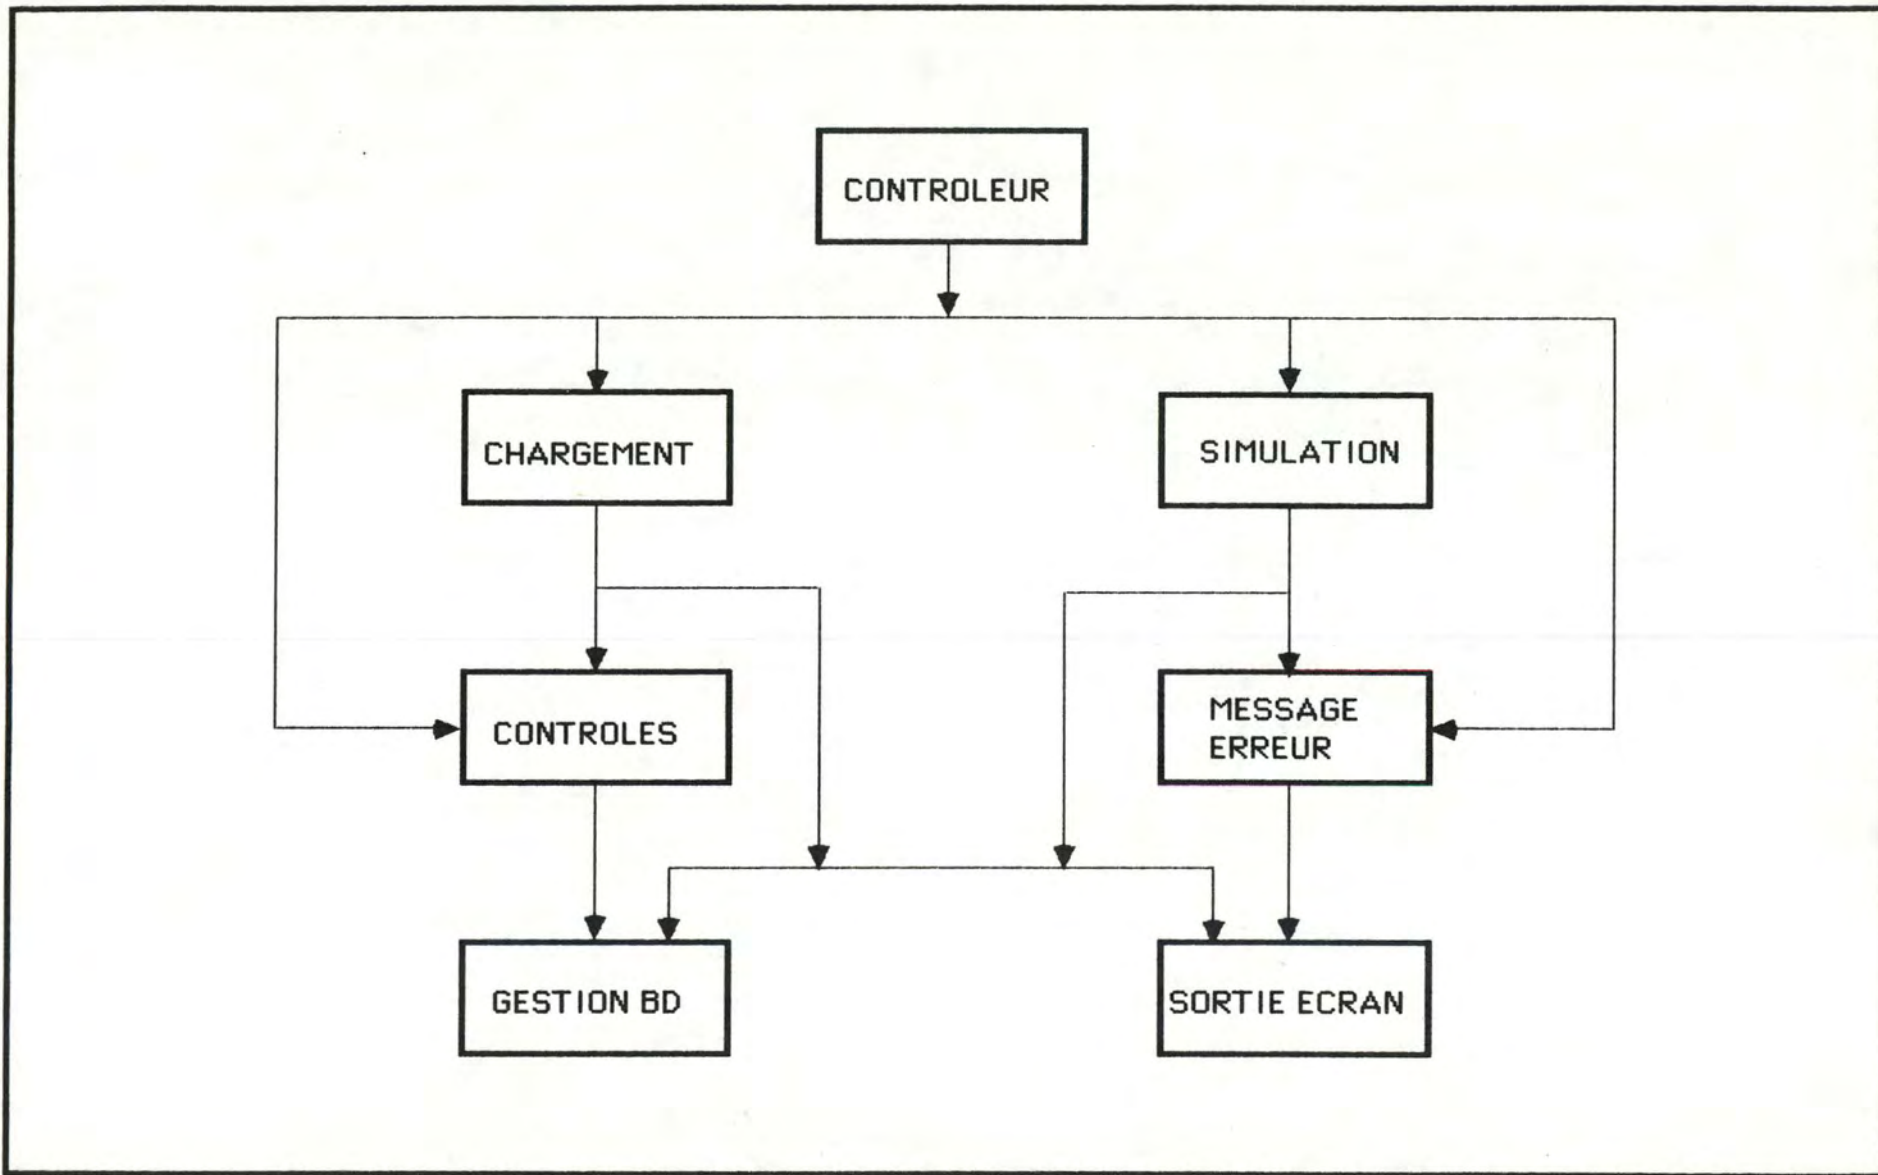 CONTROLEUR
CHARGEMENT
SIMULATION
CONTROLES
MESSAGE
ERREUR
GESTION BD
SORTIE ECRAN